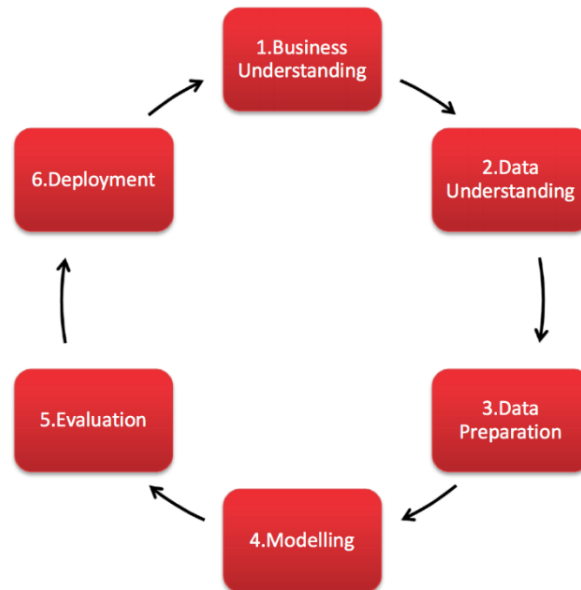 1.Business
Understanding
2.Data
Understanding
3.Data
Preparation
4.Modelling
5.Evaluation
6.Deployment